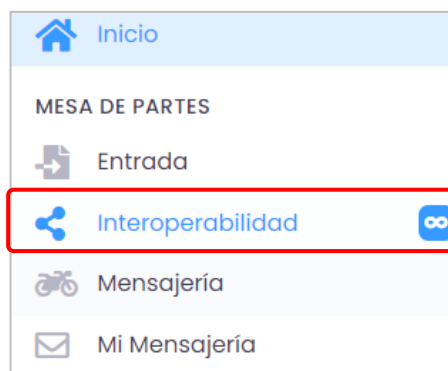 Inicio
MESA DE PARTES
Entrada
Interoperabilidad
Mensajería
Mi Mensajería